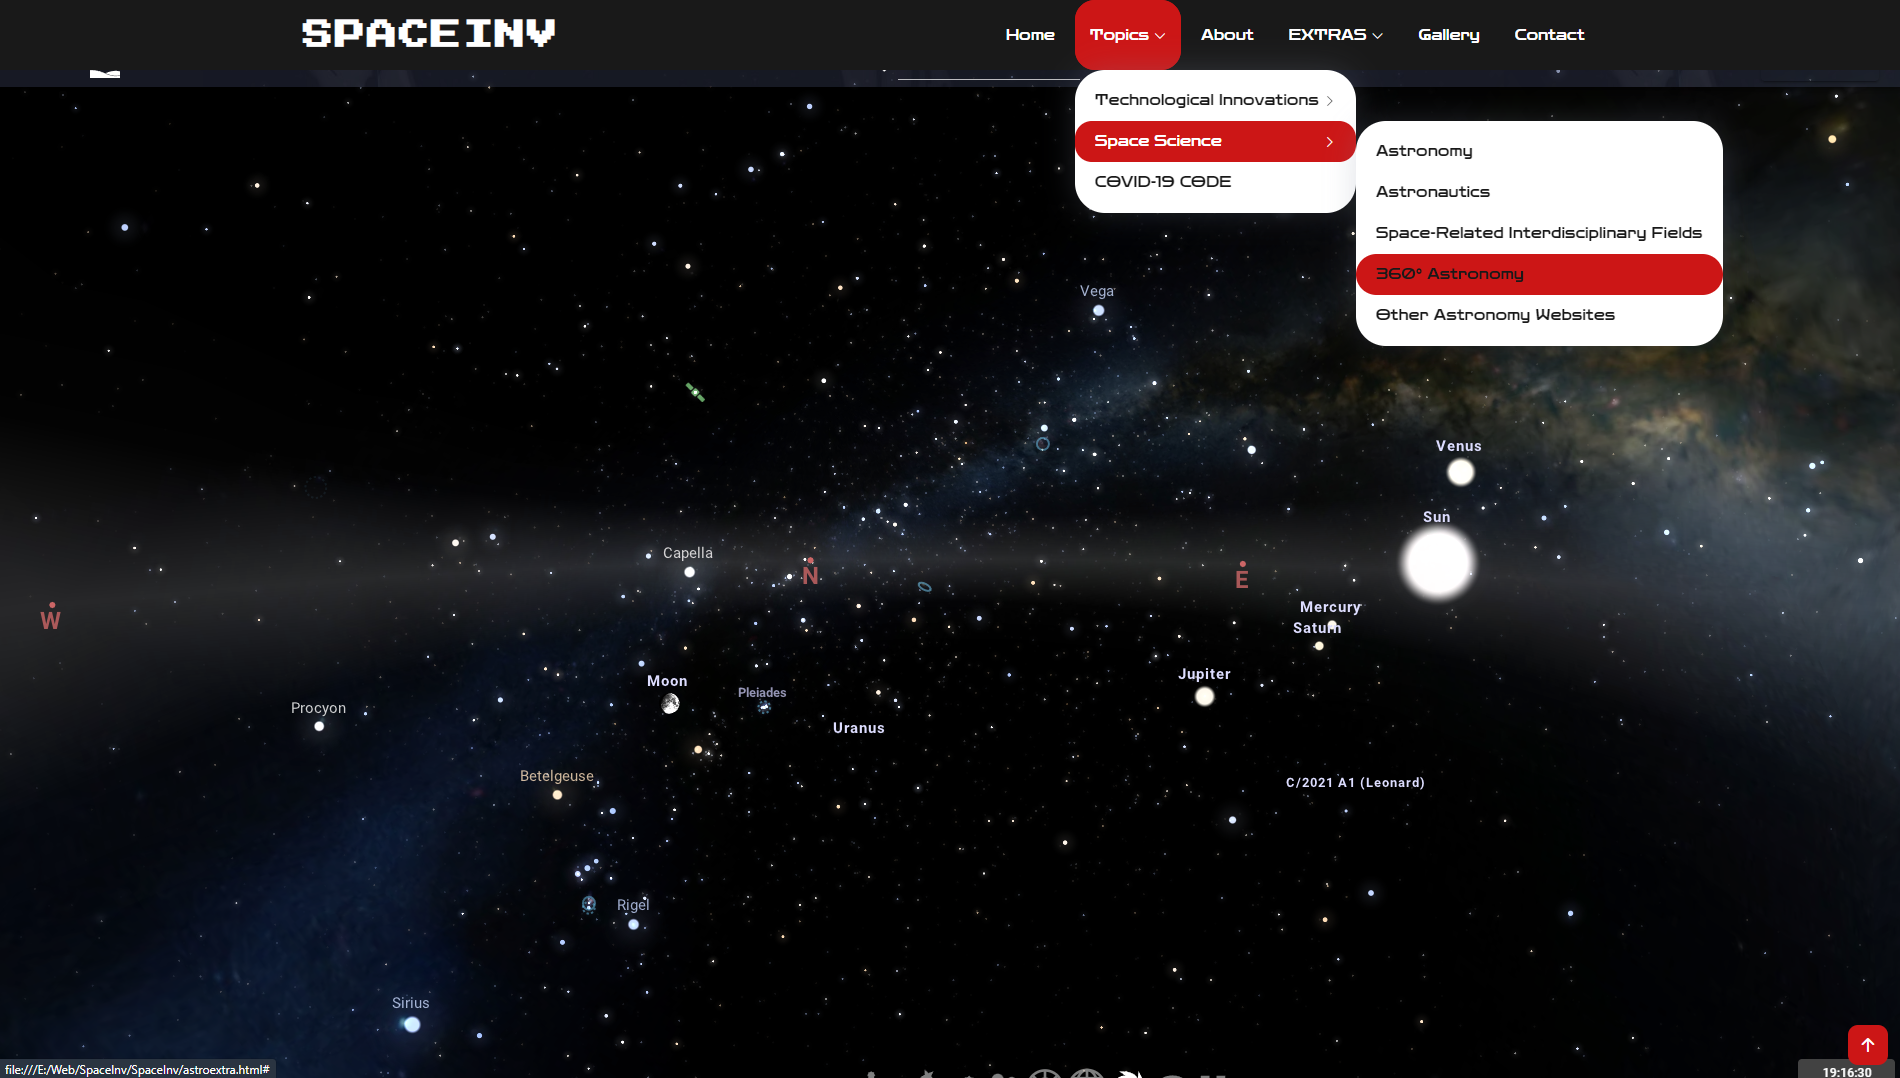 SPACEINV
Home Topics About EXTRAS Gallery Contact
Technological Innovations
Space Science
COVID-19 CODE
Astronomy
Astronautics
Space-Related Interdisciplinary Fields
360° Astronomy
Other Astronomy Websites
Vega
Venus
Sun
Capella
N
E
W
Mercury
Saturn
Moon
Jupiter
Pleiades
Procyon
Uranus
Betelgeuse
C/2021 A1 (Leonard)
Rigel
Sirius
file:///E:/Web/SpaceInv/SpaceInv/astroextra.html#
19:16:30